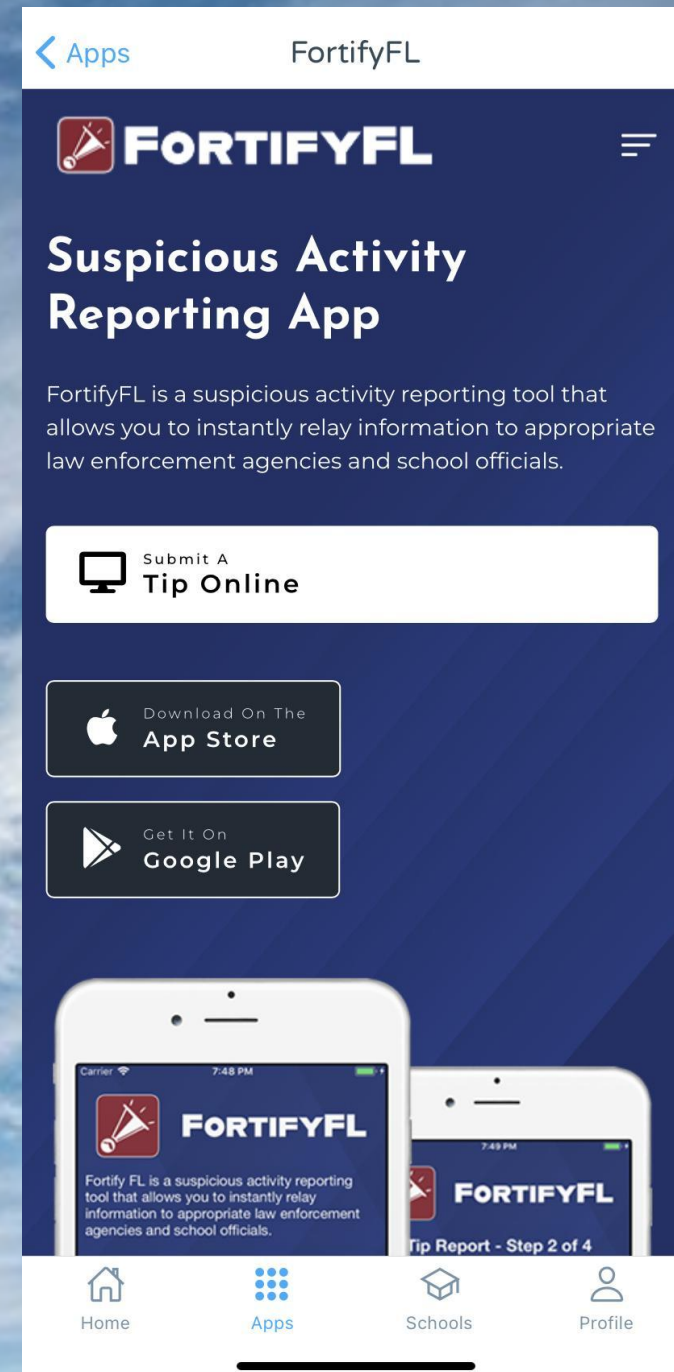 Apps
FortifyFL
FORTIFYFL
Suspicious Activity
Reporting App
FortifyFL is a suspicious activity reporting tool that
allows you to instantly relay information to appropriate
law enforcement agencies and school officials.
Submit A
Tip Online
Download On The
App Store
Get It On
Google Play
Carrier
7:48 PM
FORTIFYFL
Fortify FL is a suspicious activity reporting
tool that allows you to instantly relay
information to appropriate law enforcement
agencies and school officials.
7:49 PM
FORTIFYFL
Tip Report - Step 2 of 4
Home
Apps
Schools
Profile